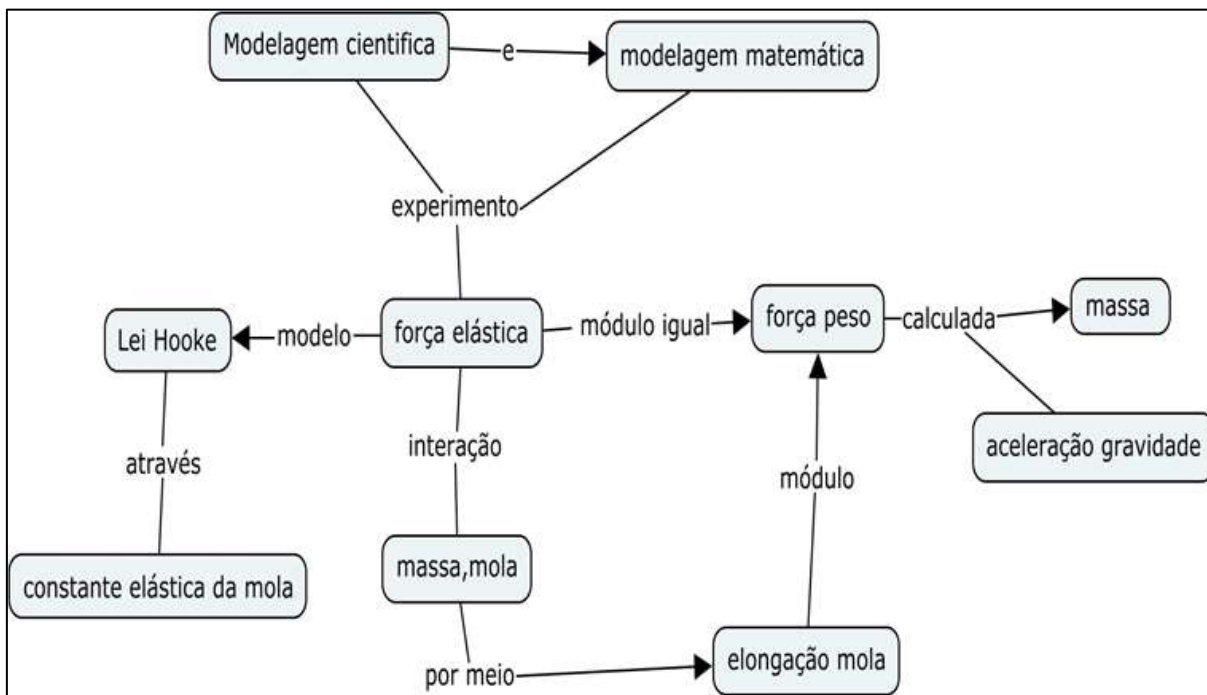 Modelagem cientifica
e
modelagem matemática
experimento
Lei Hooke
modelo
força elástica
módulo igual
força peso
calculada
massa
através
interação
módulo
aceleração gravidade
constante elástica da mola
massa,mola
por meio
elongação mola